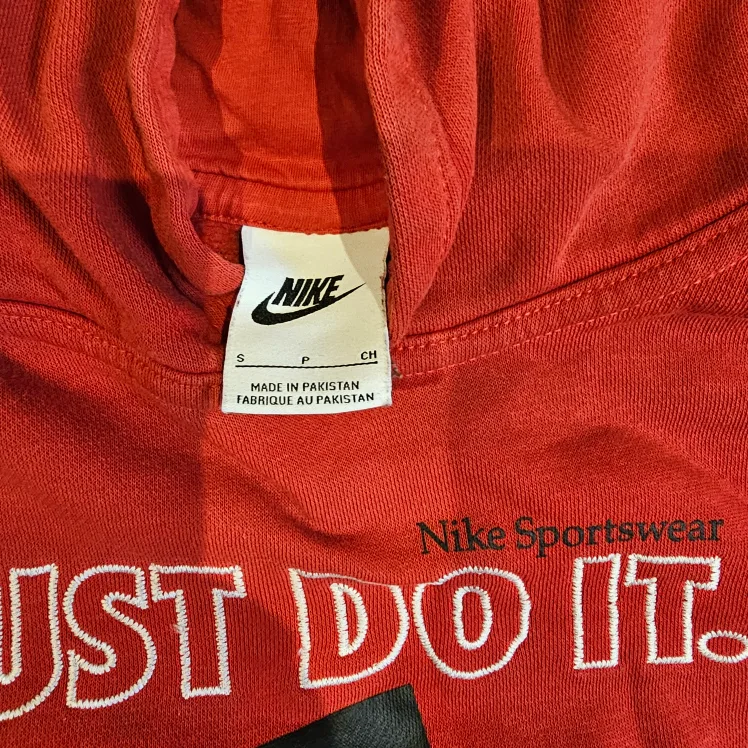 NIKE
S P CH
MADE IN PAKISTAN
FABRIQUE AU PAKISTAN
Nike Sportswear
UST DO IT.